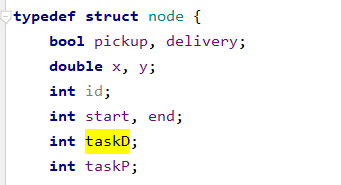 typedef struct node {
    bool pickup, delivery;
    double x, y;
    int id;
    int start, end;
    int taskD;
    int taskP;